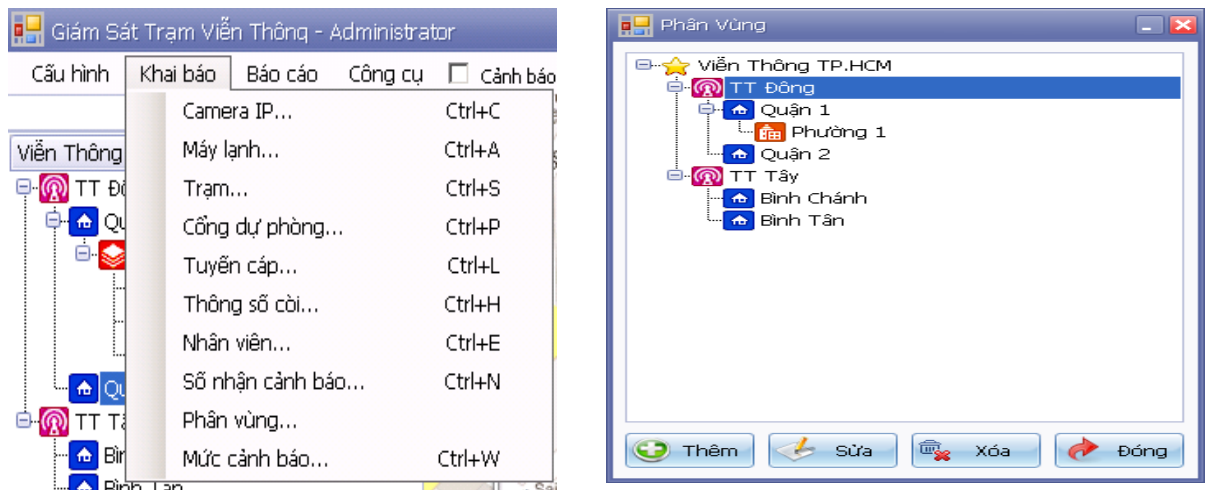 Giám Sát Trạm Viễn Thông - Administrator
Cấu hình Khai báo Báo cáo Công cụ Cảnh báo
Camera IP... Ctrl+C
Máy lạnh... Ctrl+A
Trạm... Ctrl+S
Cổng dự phòng... Ctrl+P
Tuyến cáp... Ctrl+L
Thông số còi... Ctrl+H
Nhân viên... Ctrl+E
Số nhận cảnh báo... Ctrl+N
Phân vùng...
Mức cảnh báo... Ctrl+W
Viễn Thông
TT
TT
Phân Vùng
Viễn Thông TP.HCM
TT Đông
Quận 1
Phường 1
Quận 2
TT Tây
Bình Chánh
Bình Tân
Thêm Sửa Xóa Đóng